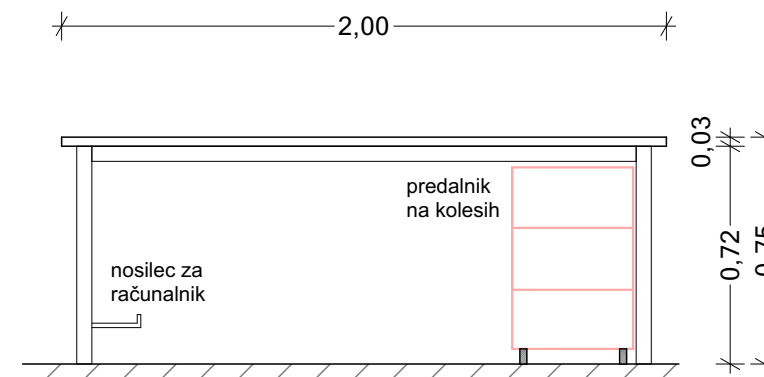 2,00
0,03
predalnik
na kolesih
0,72
nosilec za
računalnik